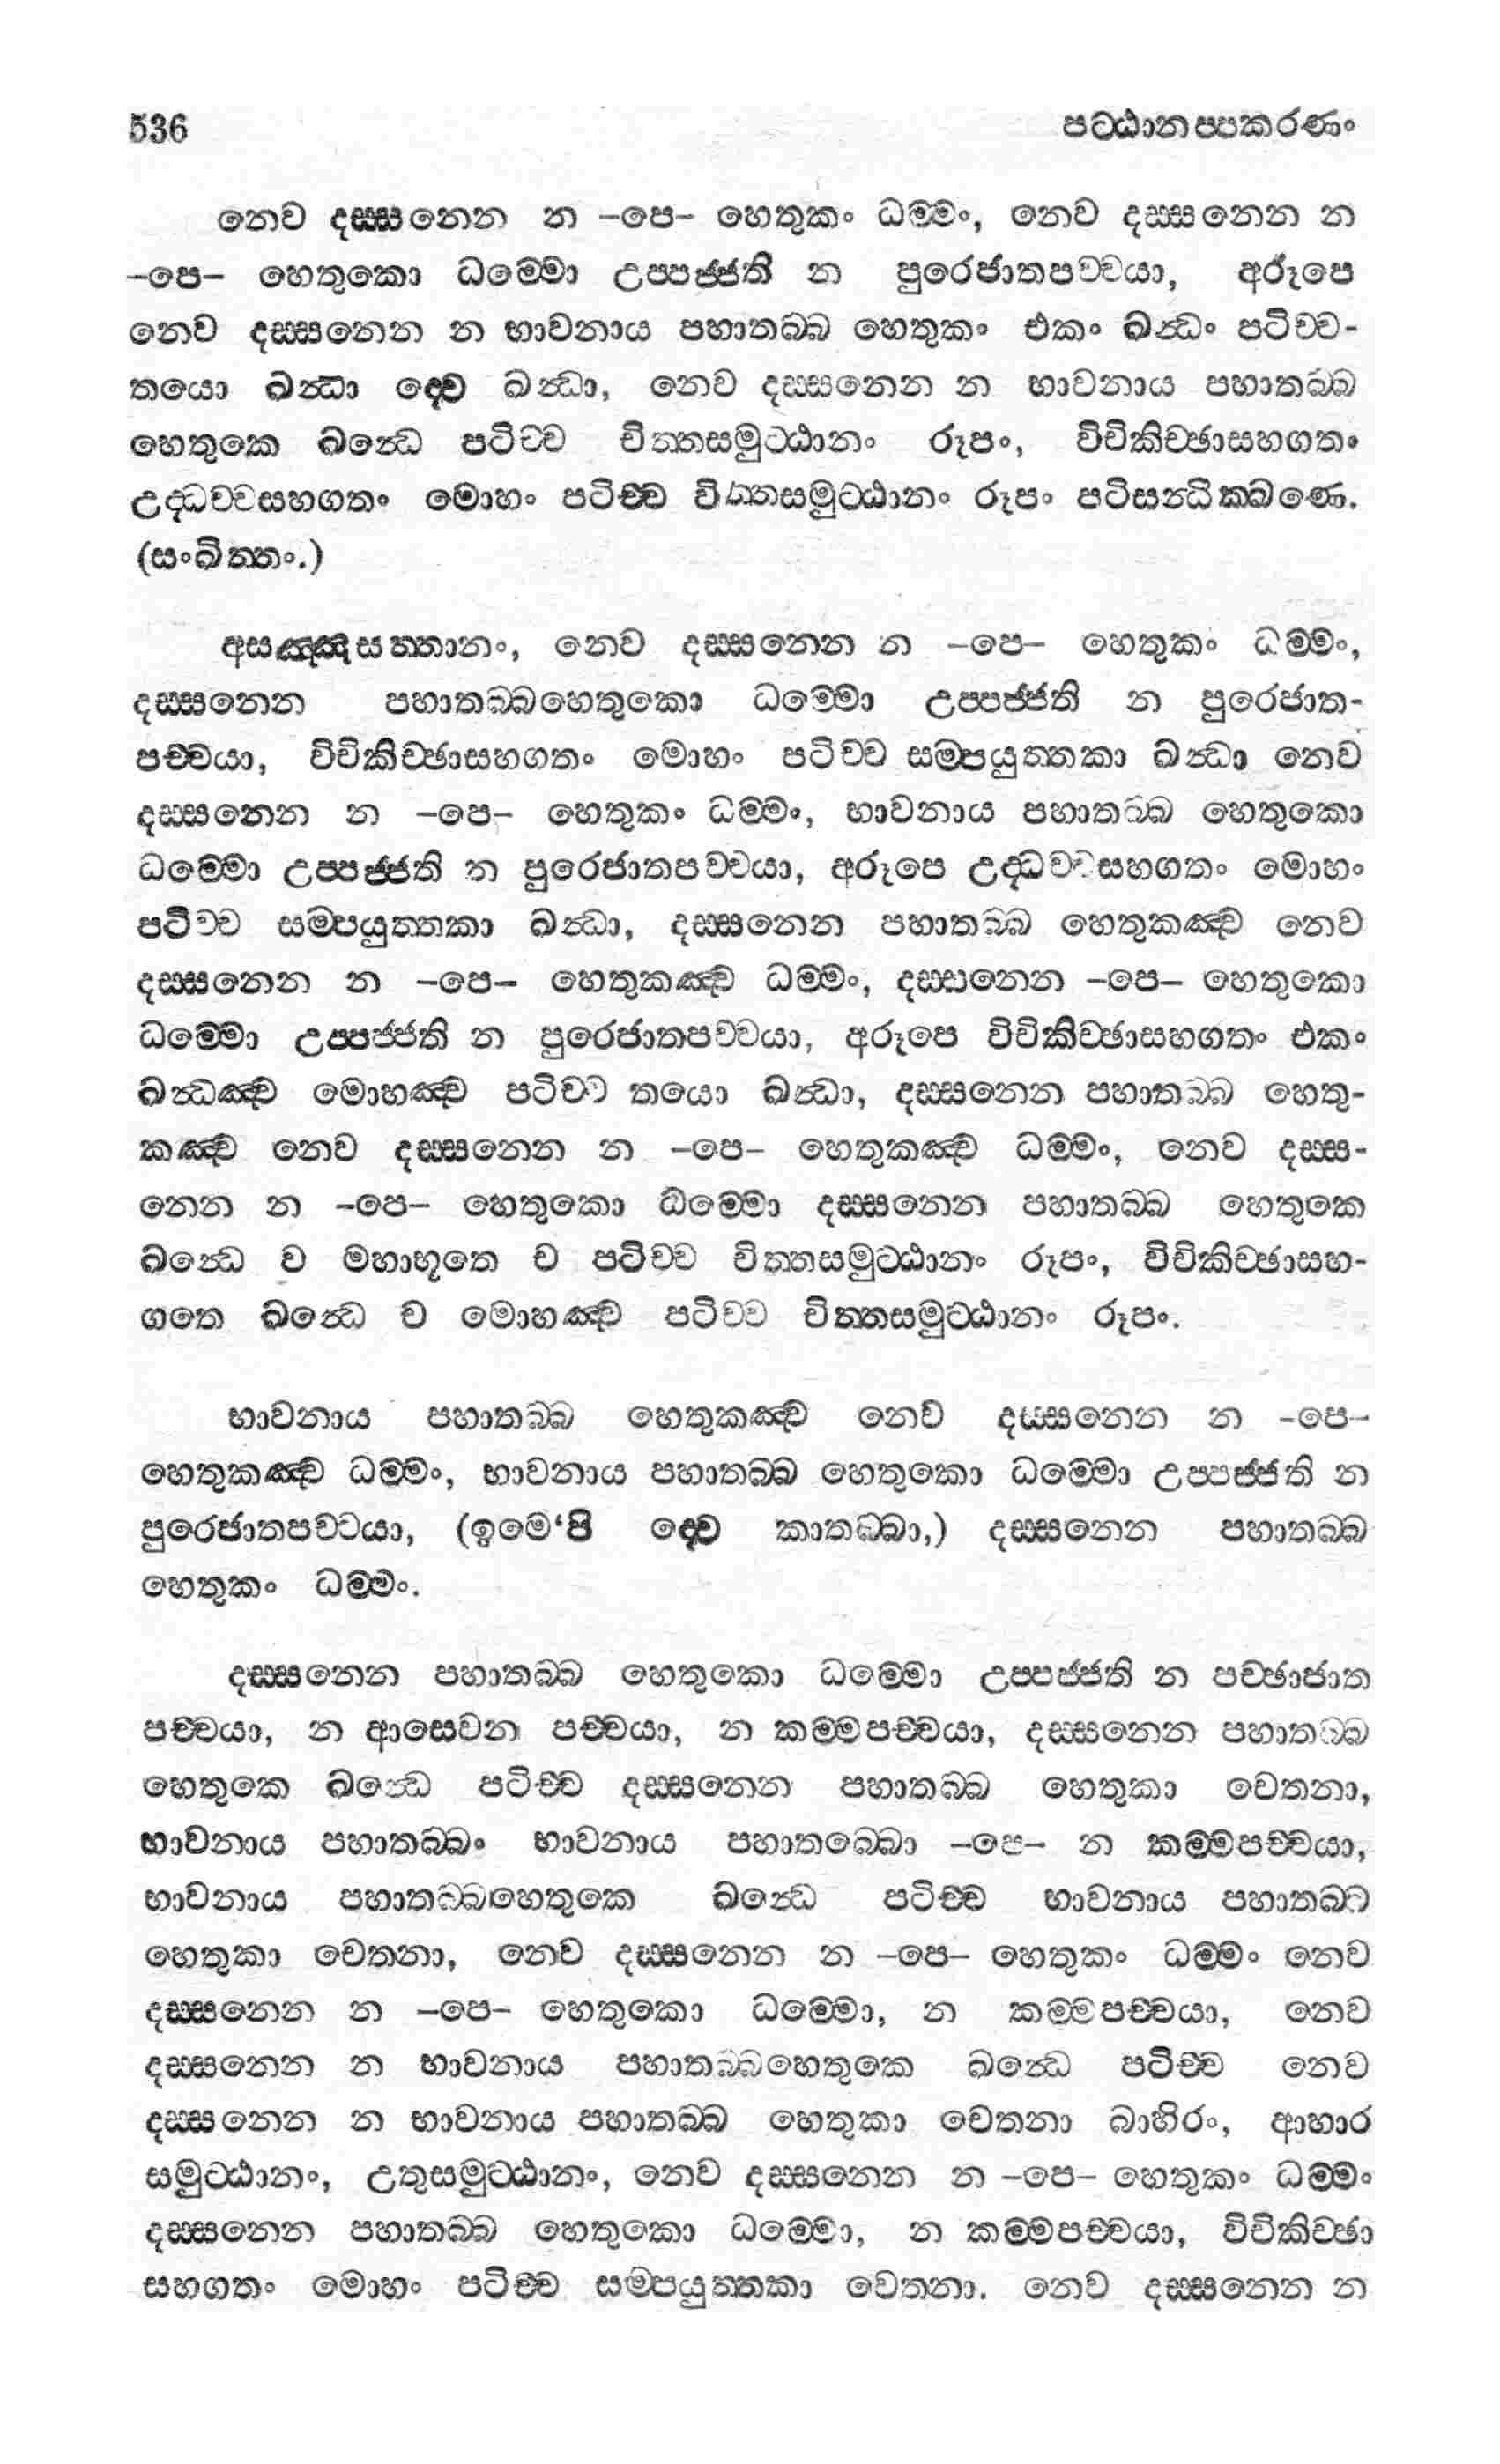 536 පට්ඨානප්පකරණං
නෙව දස්සනෙන න –පෙ– හෙතුකං ධම්මං, නෙව දස්සනෙන න
–පෙ– හෙතුකො ධම්මො උප්පජ්ජති න පුරෙජාතපච්චයා, අරූපෙ
නෙව දස්සනෙන න භාවනාය පහාතබ්බ හෙතුකං එකං ඛන්ධං පටිච්ච-
තයො ඛන්ධා ද්වෙ ඛන්ධා, නෙව දස්සනෙන න භාවනාය පහාතබ්බ
හෙතුකෙ ඛන්ධෙ පටිච්ච චිත්තසමුට්ඨානං රූපං, විචිකිච්ඡාසහගතං
උද්ධච්චසහගතං මොහං පටිච්ච චිත්තසමුට්ඨානං රූපං පටිසන්ධික්ඛණෙ.
(සංඛිත්තං.)
අසඤ්ඤසත්තානං, නෙව දස්සනෙන න –පෙ– හෙතුකං ධම්මං,
දස්සනෙන පහාතබ්බහෙතුකො ධම්මො උප්පජ්ජති න පුරෙජාත-
පච්චයා, විචිකිච්ඡාසහගතං මොහං පටිච්ච සම්පයුත්තකා ඛන්ධා නෙව
දස්සනෙන න –පෙ– හෙතුකං ධම්මං, භාවනාය පහාතබ්බ හෙතුකො
ධම්මො උප්පජ්ජති න පුරෙජාතපච්චයා, අරූපෙ උද්ධච්චසහගතං මොහං
පටිච්ච සම්පයුත්තකා ඛන්ධා, දස්සනෙන පහාතබ්බ හෙතුකඤ්ච නෙව
දස්සනෙන න –පෙ– හෙතුකඤ්ච ධම්මං, දස්සනෙන –පෙ– හෙතුකො
ධම්මො උප්පජ්ජති න පුරෙජාතපච්චයා, අරූපෙ විචිකිච්ඡාසහගතං එකං
ඛන්ධඤ්ච මොහඤ්ච පටිච්ච තයො ඛන්ධා, දස්සනෙන පහාතබ්බ හෙතු-
කඤ්ච නෙව දස්සනෙන න –පෙ– හෙතුකඤ්ච ධම්මං, නෙව දස්ස-
නෙන න –පෙ– හෙතුකො ධම්මො දස්සනෙන පහාතබ්බ හෙතුකෙ
ඛන්ධෙ ච මහාභූතෙ ච පටිච්ච චිත්තසමුට්ඨානං රූපං, විචිකිච්ඡාසහ-
ගතෙ ඛන්ධෙ ච මොහඤ්ච පටිච්ච චිත්තසමුට්ඨානං රූපං.
භාවනාය පහාතබ්බ හෙතුකඤ්ච නෙව දස්සනෙන න –පෙ–
හෙතුකඤ්ච ධම්මං, භාවනාය පහාතබ්බ හෙතුකො ධම්මො උප්පජ්ජති න
පුරෙජාතපච්චයා, (ඉමෙ‘පි ද්වෙ කාතබ්බා,) දස්සනෙන පහාතබ්බ
හෙතුකං ධම්මං.
දස්සනෙන පහාතබ්බ හෙතුකො ධම්මො උප්පජ්ජති න පච්ඡාජාත
පච්චයා, න ආසෙවන පච්චයා, න කම්මපච්චයා, දස්සනෙන පහාතබ්බ
හෙතුකෙ ඛන්ධෙ පටිච්ච දස්සනෙන පහාතබ්බ හෙතුකා චෙතනා,
භාවනාය පහාතබ්බං භාවනාය පහාතබ්බො –පෙ– න කම්මපච්චයා,
භාවනාය පහාතබ්බහෙතුකෙ ඛන්ධෙ පටිච්ච භාවනාය පහාතබ්බ
හෙතුකා චෙතනා, නෙව දස්සනෙන න –පෙ– හෙතුකං ධම්මං නෙව
දස්සනෙන න –පෙ– හෙතුකො ධම්මො, න කම්මපච්චයා, නෙව
දස්සනෙන න භාවනාය පහාතබ්බහෙතුකෙ ඛන්ධෙ පටිච්ච නෙව
දස්සනෙන න භාවනාය පහාතබ්බ හෙතුකා චෙතනා බාහිරං, ආහාර
සමුට්ඨානං, උතුසමුට්ඨානං, නෙව දස්සනෙන න –පෙ– හෙතුකං ධම්මං
දස්සනෙන පහාතබ්බ හෙතුකො ධම්මො, න කම්මපච්චයා, විචිකිච්ඡා
සහගතං මොහං පටිච්ච සම්පයුත්තකා චෙතනා. නෙව දස්සනෙන න